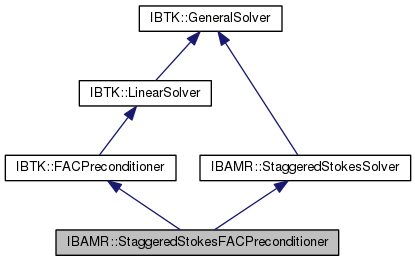 IBTK::GeneralSolver
IBTK::LinearSolver
IBTK::FACPreconditioner
IBAMR::StaggeredStokesSolver
IBAMR::StaggeredStokesFACPreconditioner